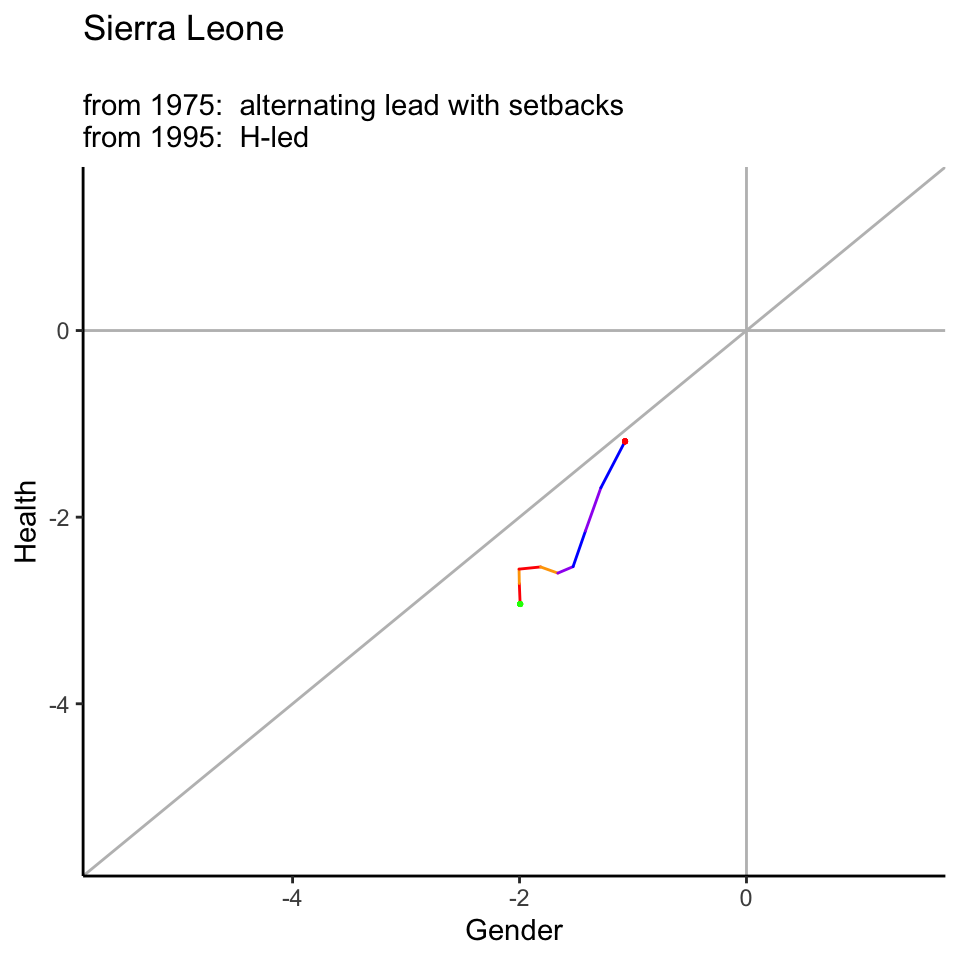 Sierra Leone
from 1975:  alternating lead with setbacks
from 1995:  H-led
0
-2
-4
Health
-4
-2
0
Gender